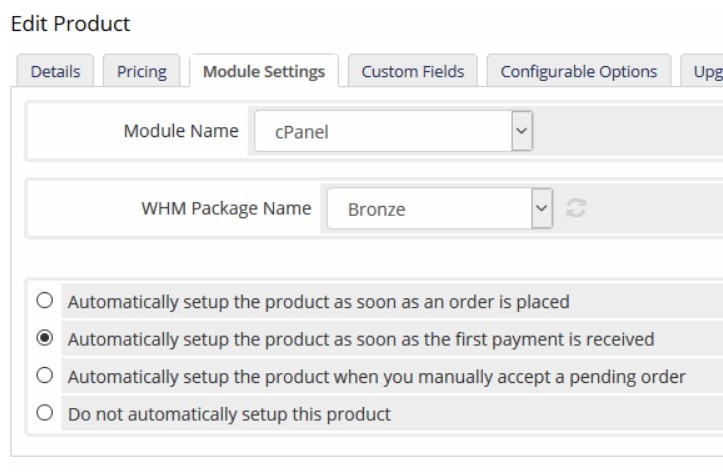 Edit Product
Details Pricing Module Settings Custom Fields Configurable Options Upg
Module Name cPanel
WHM Package Name Bronze
Automatically setup the product as soon as an order is placed
Automatically setup the product as soon as the first payment is received
Automatically setup the product when you manually accept a pending order
Do not automatically setup this product